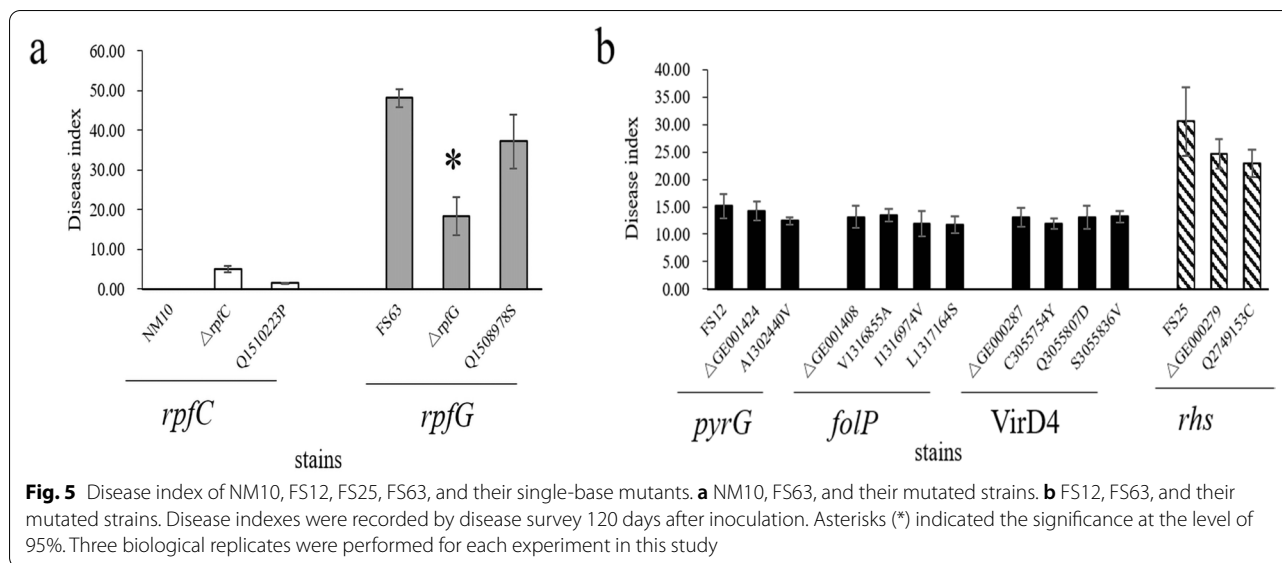 a
60.00
50.00
40.00
30.00
20.00
10.00
0.00
Disease index
*
NM10
△rpfC
Q1510223P
FS63
△rpfG
Q1508978S
rpfC
rpfG
stains
b
40.00
35.00
30.00
25.00
20.00
15.00
10.00
5.00
0.00
Disease index
FS12
△GE001424
A1302440V
△GE001408
V1316855A
I1316974V
L1317164S
△GE000287
C3055754Y
Q3055807D
S3055836V
FS25
△GE000279
Q2749153C
pyrG
folP
VirD4
rhs
stains
Fig. 5 Disease index of NM10, FS12, FS25, FS63, and their single-base mutants. a NM10, FS63, and their mutated strains. b FS12, FS63, and their
mutated strains. Disease indexes were recorded by disease survey 120 days after inoculation. Asterisks (*) indicated the significance at the level of
95%. Three biological replicates were performed for each experiment in this study